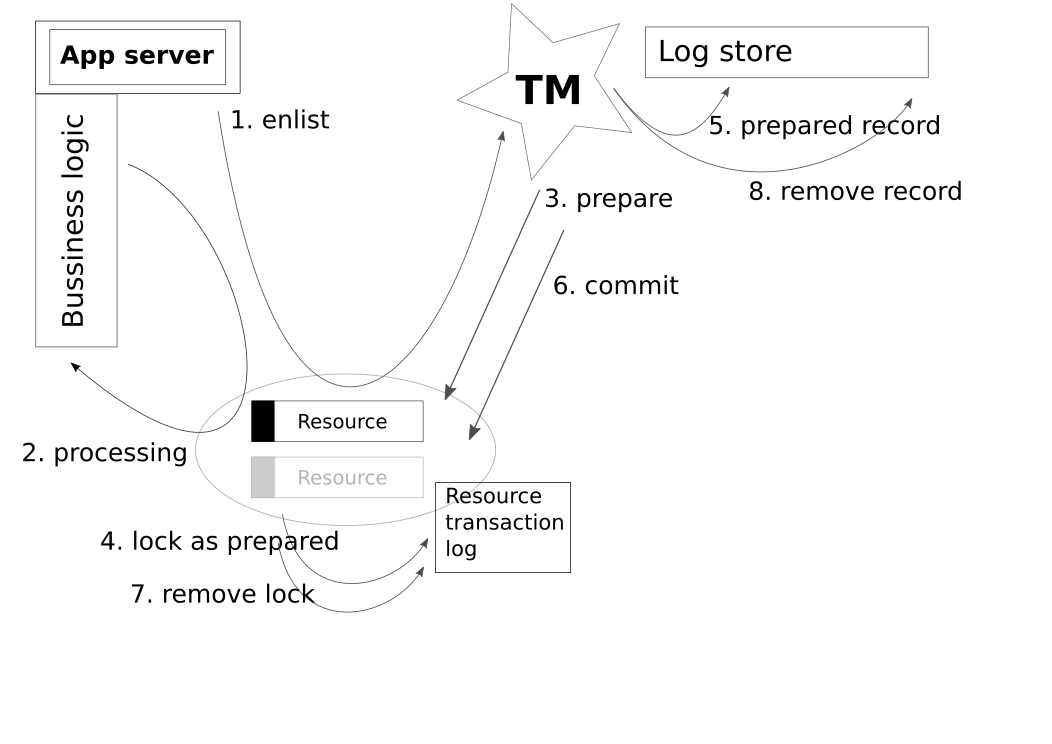 App server
Bussiness logic
TM
Log store
1. enlist
5. prepared record
8. remove record
3. prepare
6. commit
Resource
2. processing
Resource
Resource
transaction
log
4. lock as prepared
7. remove lock